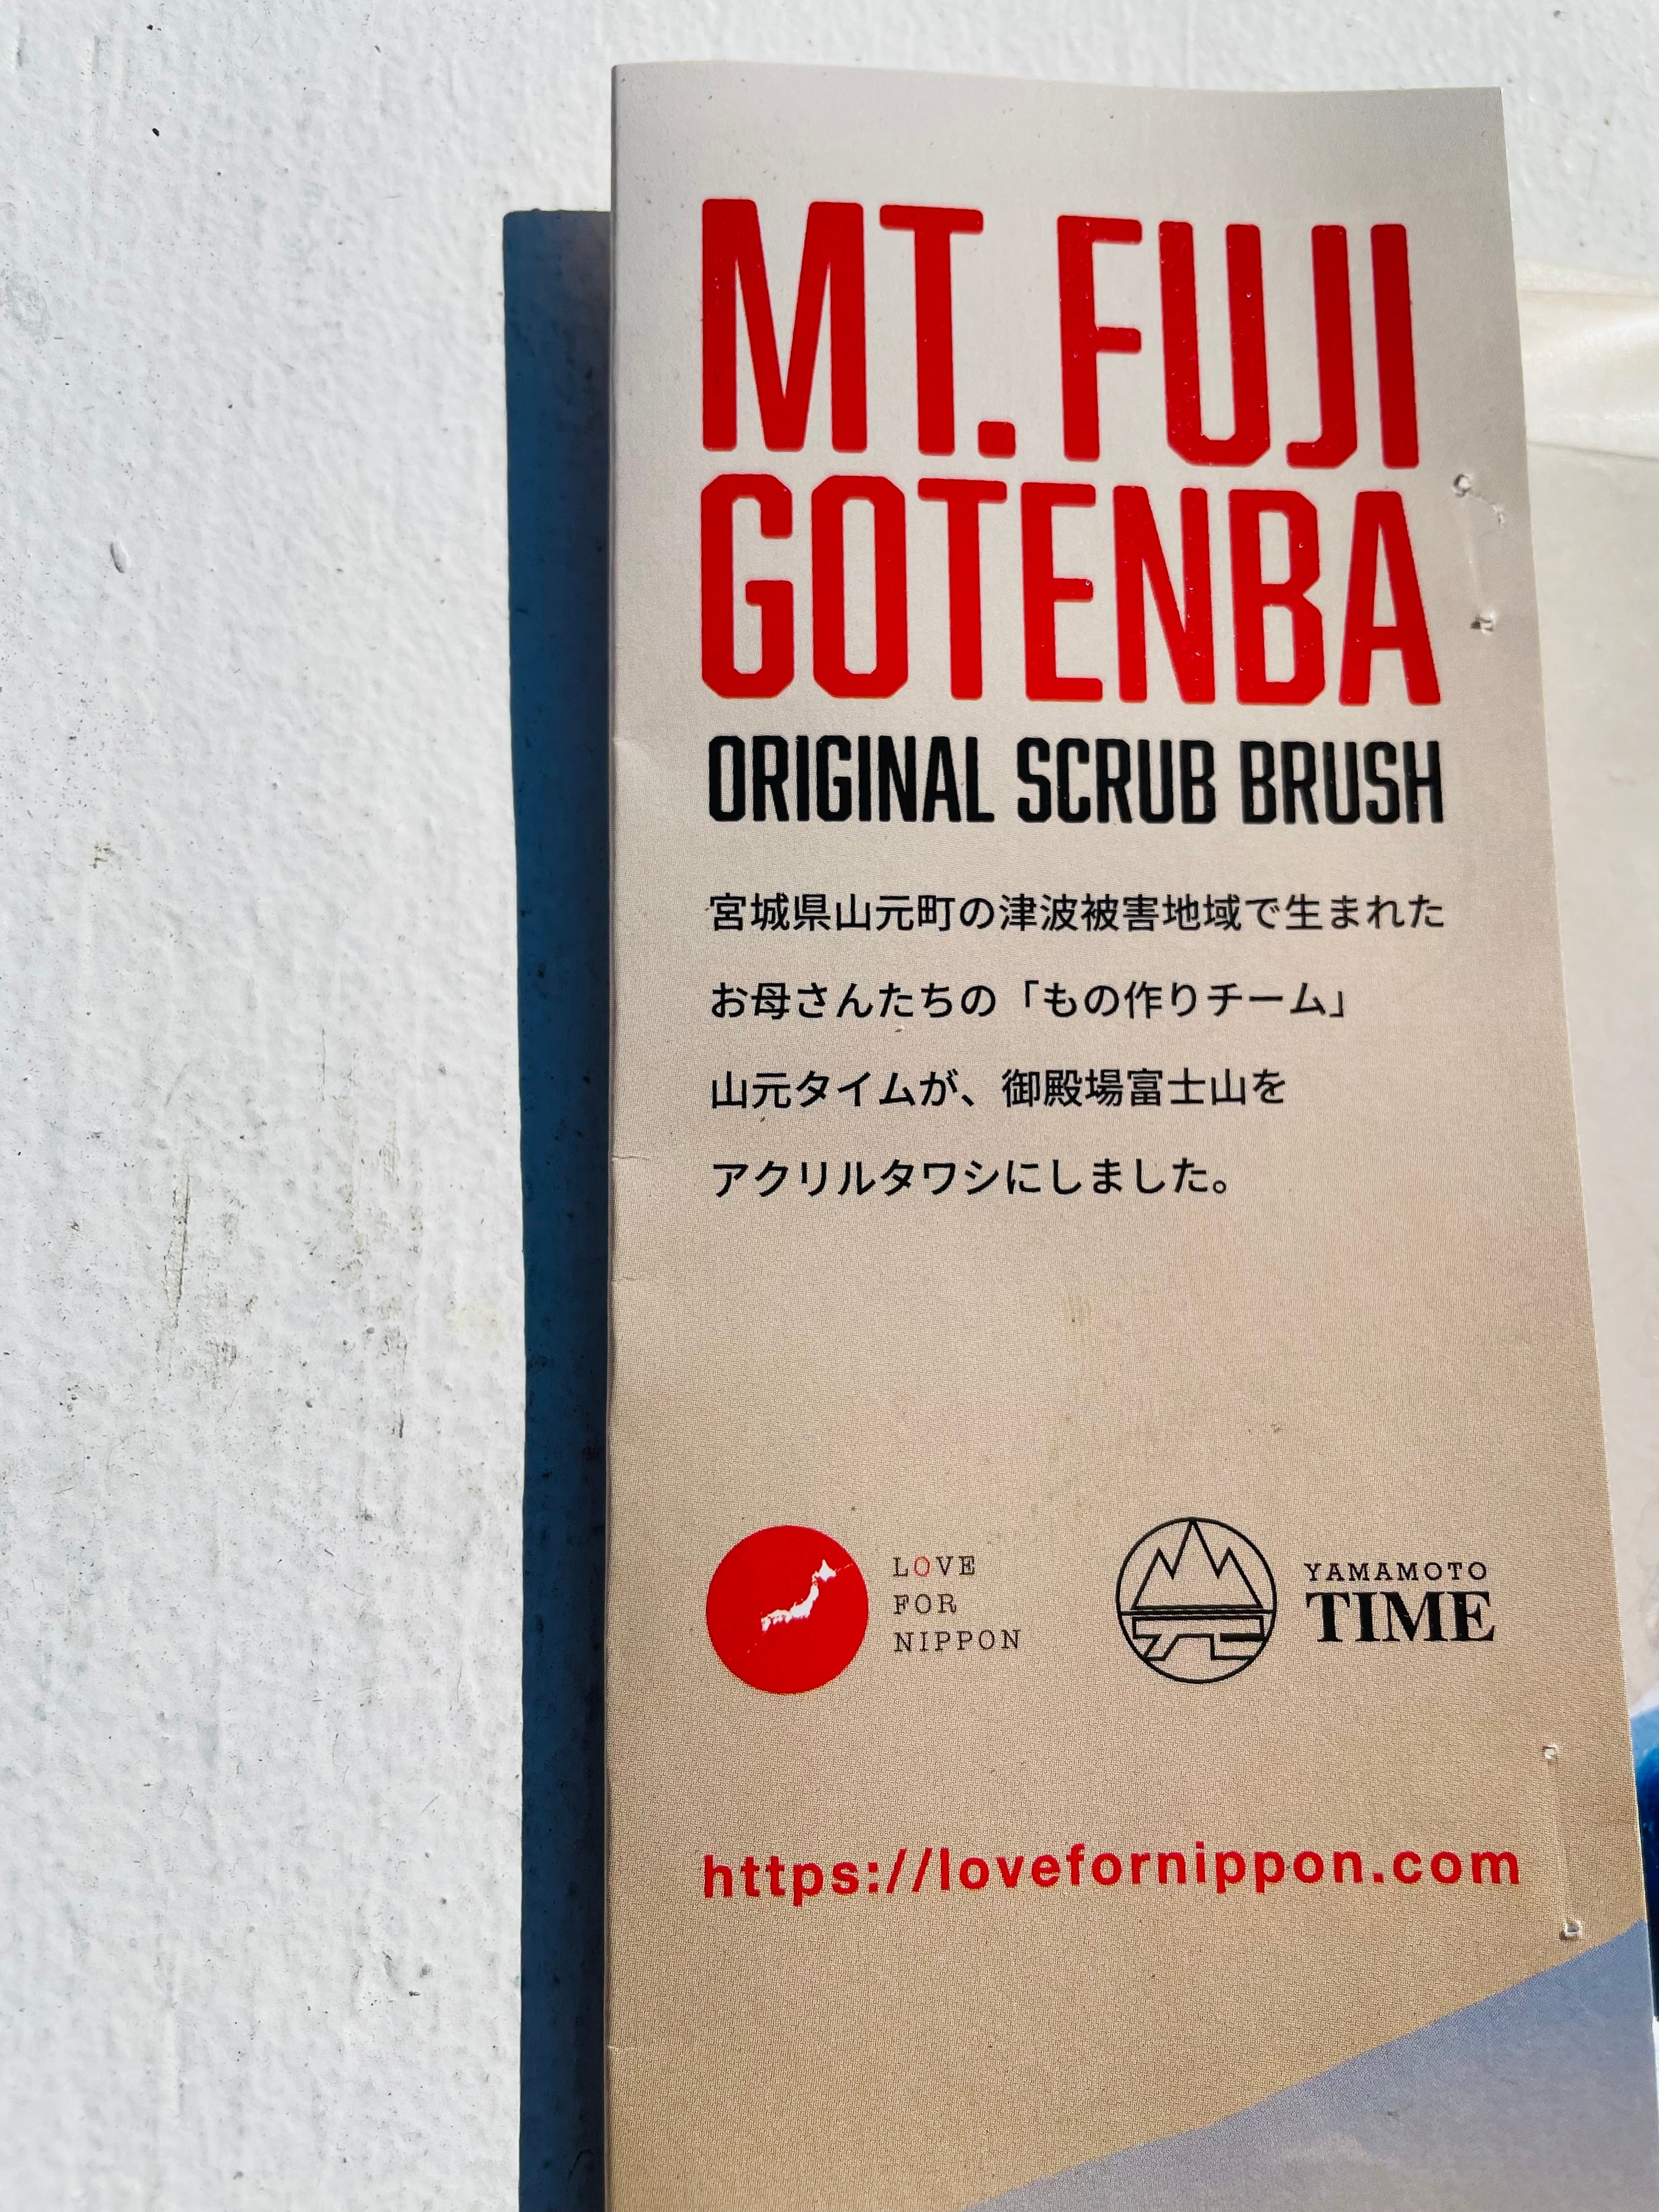 MT. FUJI
GOTENBA
ORIGINAL SCRUB BRUSH
宮城県山元町の津波被害地域で生まれた
お母さんたちの「もの作りチーム」
山元タイムが、御殿場富士山を
アクリルタワシにしました。
LOVE
FOR
NIPPON
YAMAMOTO
TIME
https://lovefornippon.com